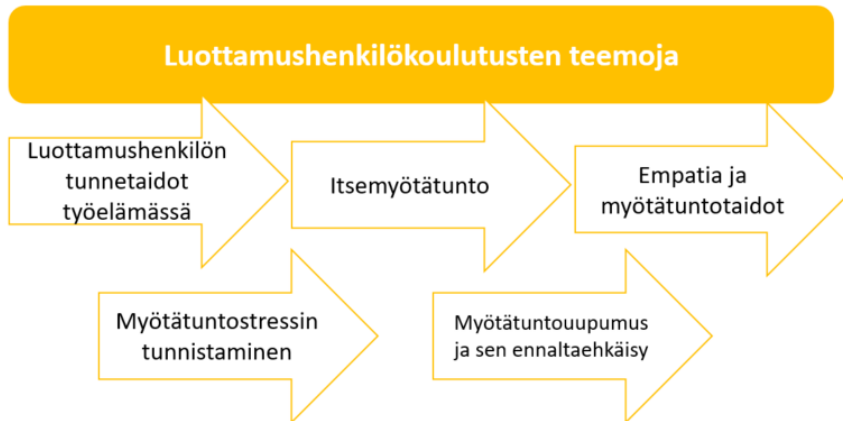 Luottamushenkilökoulutusten teemoja
Luottamushenkilön
tunnetaidot
työelämässä
Itsemyötätunto
Empatia ja
myötätuntotaidot
Myötätuntostressin
tunnistaminen
Myötätuntouupumus
ja sen ennaltaehkäisy